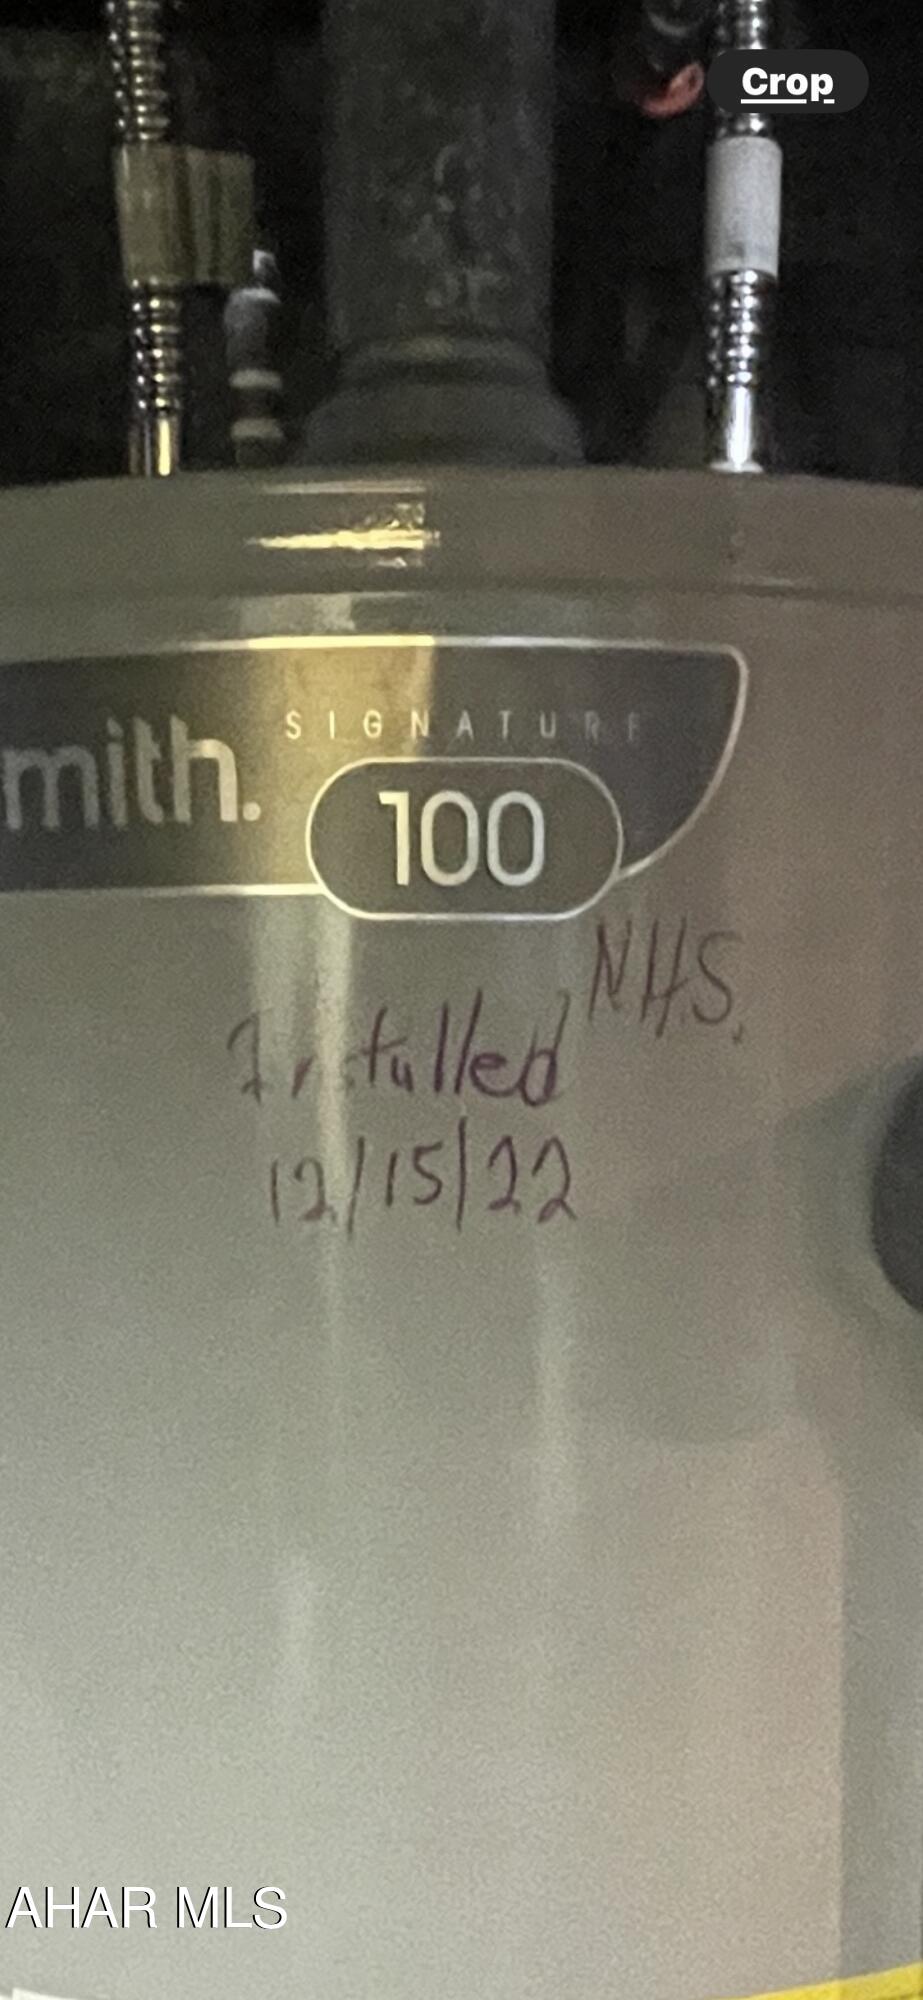 Crop
mith.
SIGNATURE
100
NHS.
Installed
12/15/22
AHAR MLS